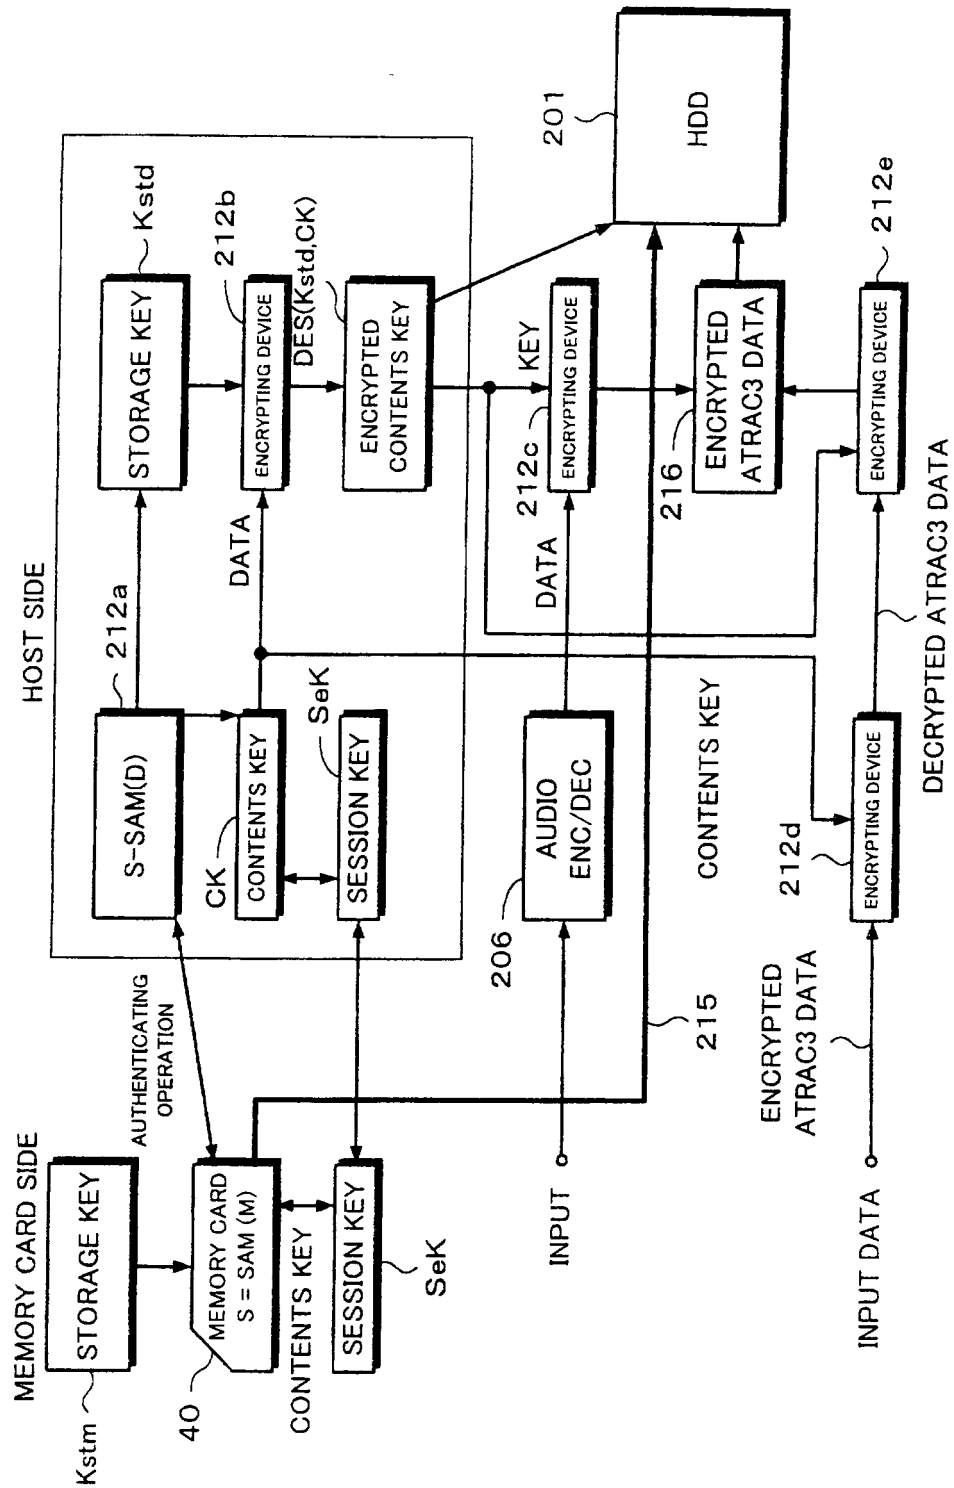 MEMORY CARD SIDE
HOST SIDE
Kstm
STORAGE KEY
AUTHENTICATING
OPERATION
S-SAM(D)
212a
STORAGE KEY
Kstd
40
MEMORY CARD
S = SAM (M)
CK
CONTENTS KEY
DATA
ENCRYPTING DEVICE
212b
DES(Kstd,CK)
CONTENTS KEY
SESSION KEY
SeK
SESSION KEY
SeK
ENCRYPTED
CONTENTS KEY
INPUT
206
AUDIO
ENC/DEC
DATA
212c
KEY
ENCRYPTING DEVICE
201
HDD
215
CONTENTS KEY
216
ENCRYPTED
ATRAC3 DATA
INPUT DATA
ENCRYPTED
ATRAC3 DATA
212d
ENCRYPTING DEVICE
DECRYPTED ATRAC3 DATA
ENCRYPTING DEVICE
212e